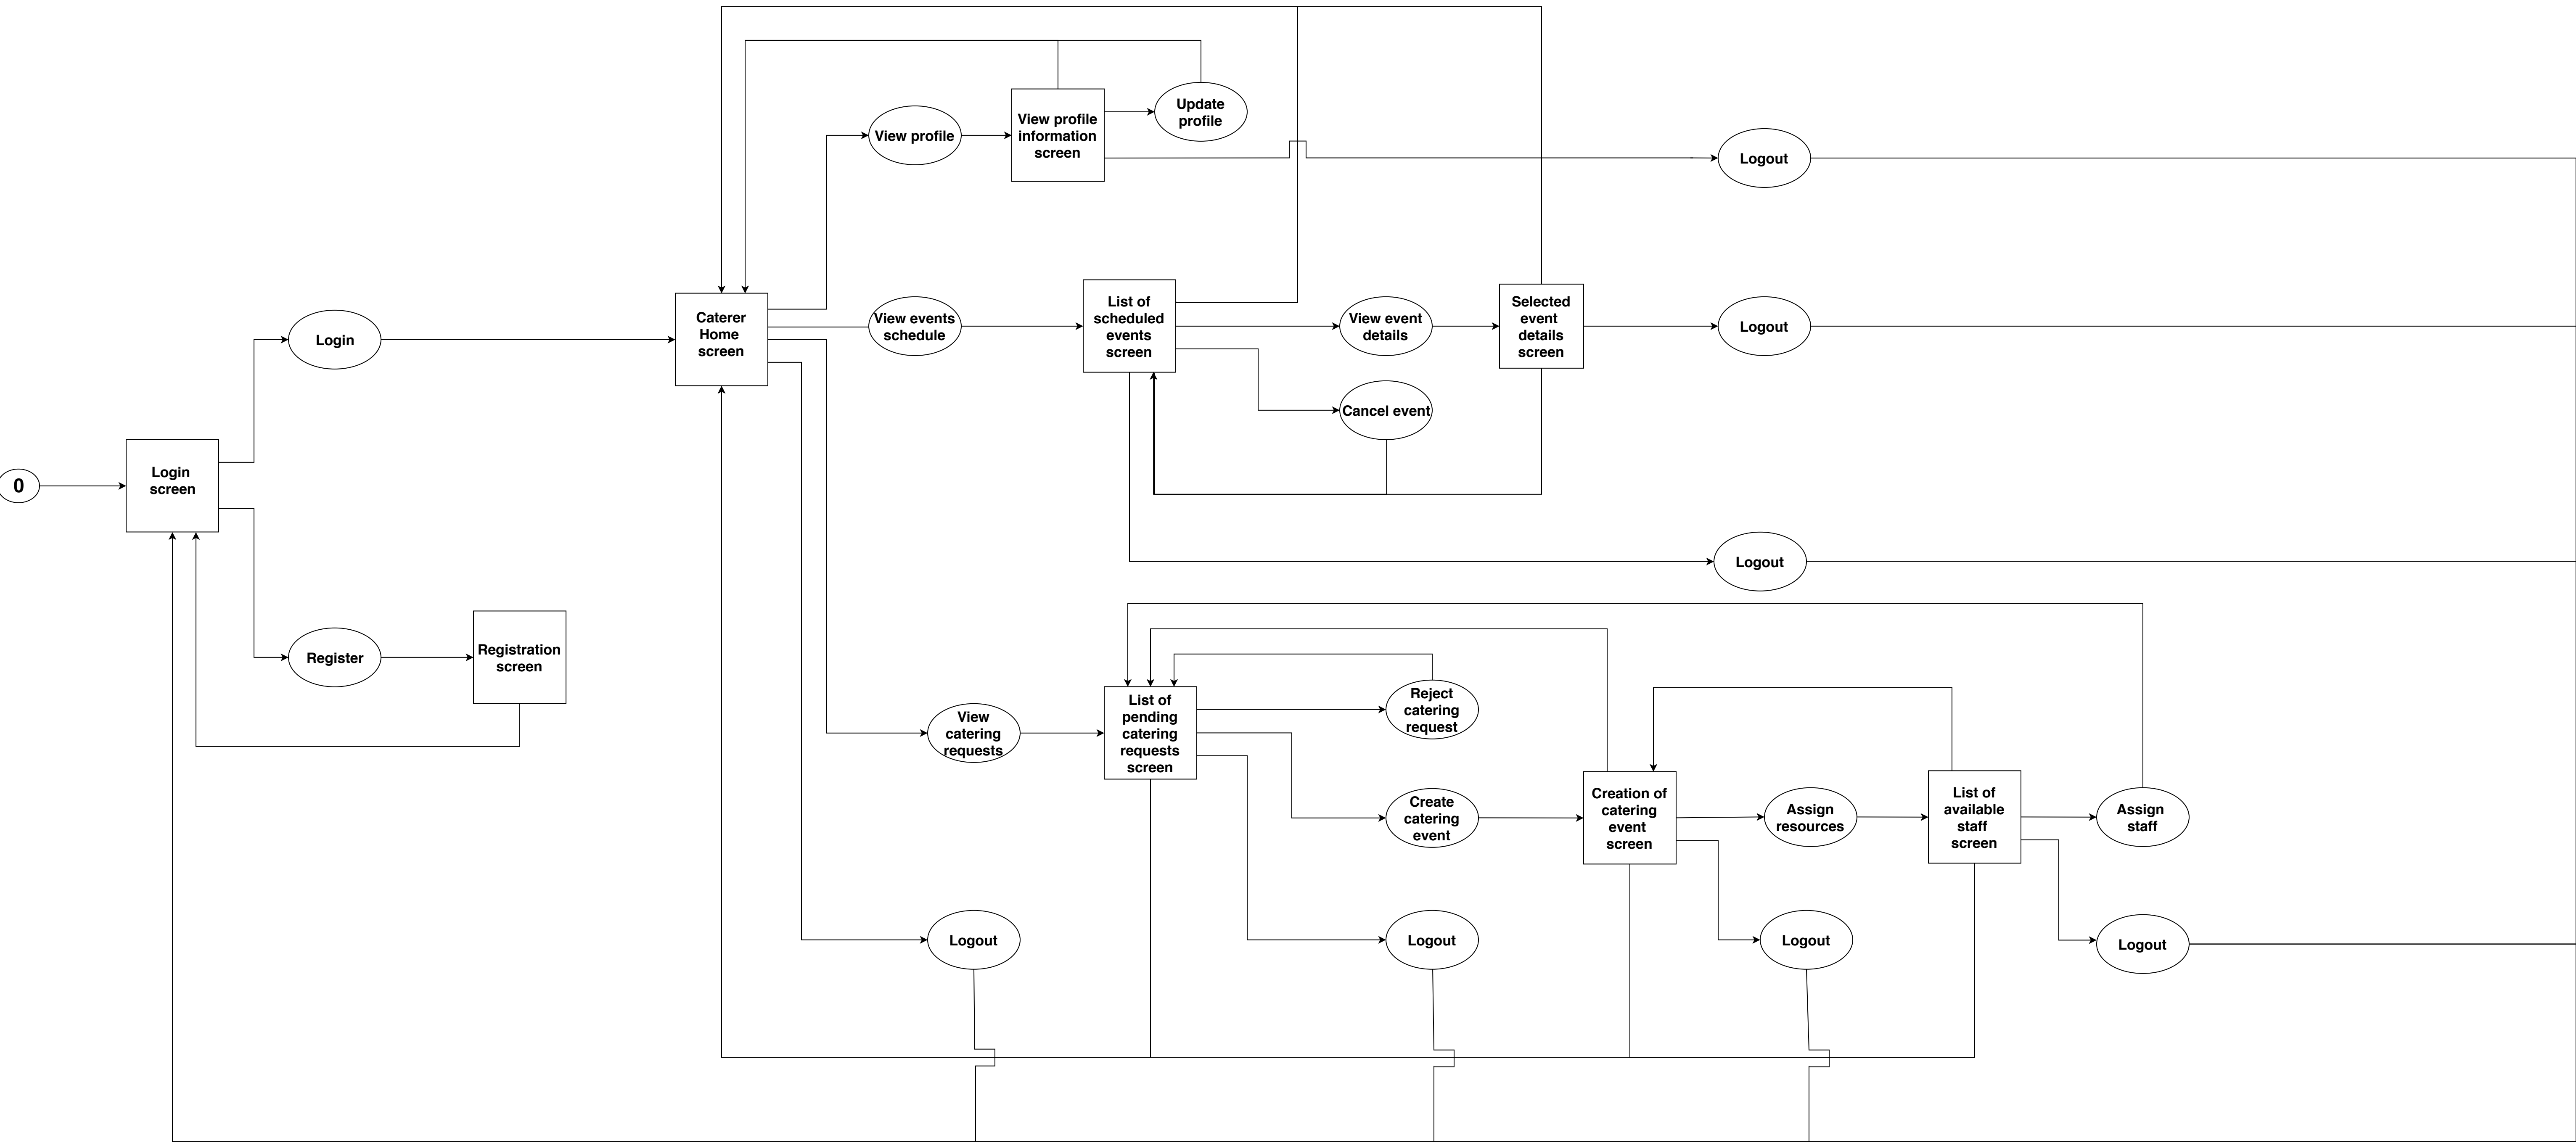 Update
profile
View profile
View profile
information
screen
Logout
Caterer
Home
screen
View events
schedule
List of
scheduled
events
screen
View event
details
Selected
event
details
screen
Logout
Login
Cancel event
Login
screen
0
Logout
Register
Registration
screen
View
catering
requests
List of
pending
catering
requests
screen
Reject
catering
request
Create
catering
event
Creation of
catering
event
screen
Assign
resources
List of
available
staff
screen
Assign
staff
Logout
Logout
Logout
Logout